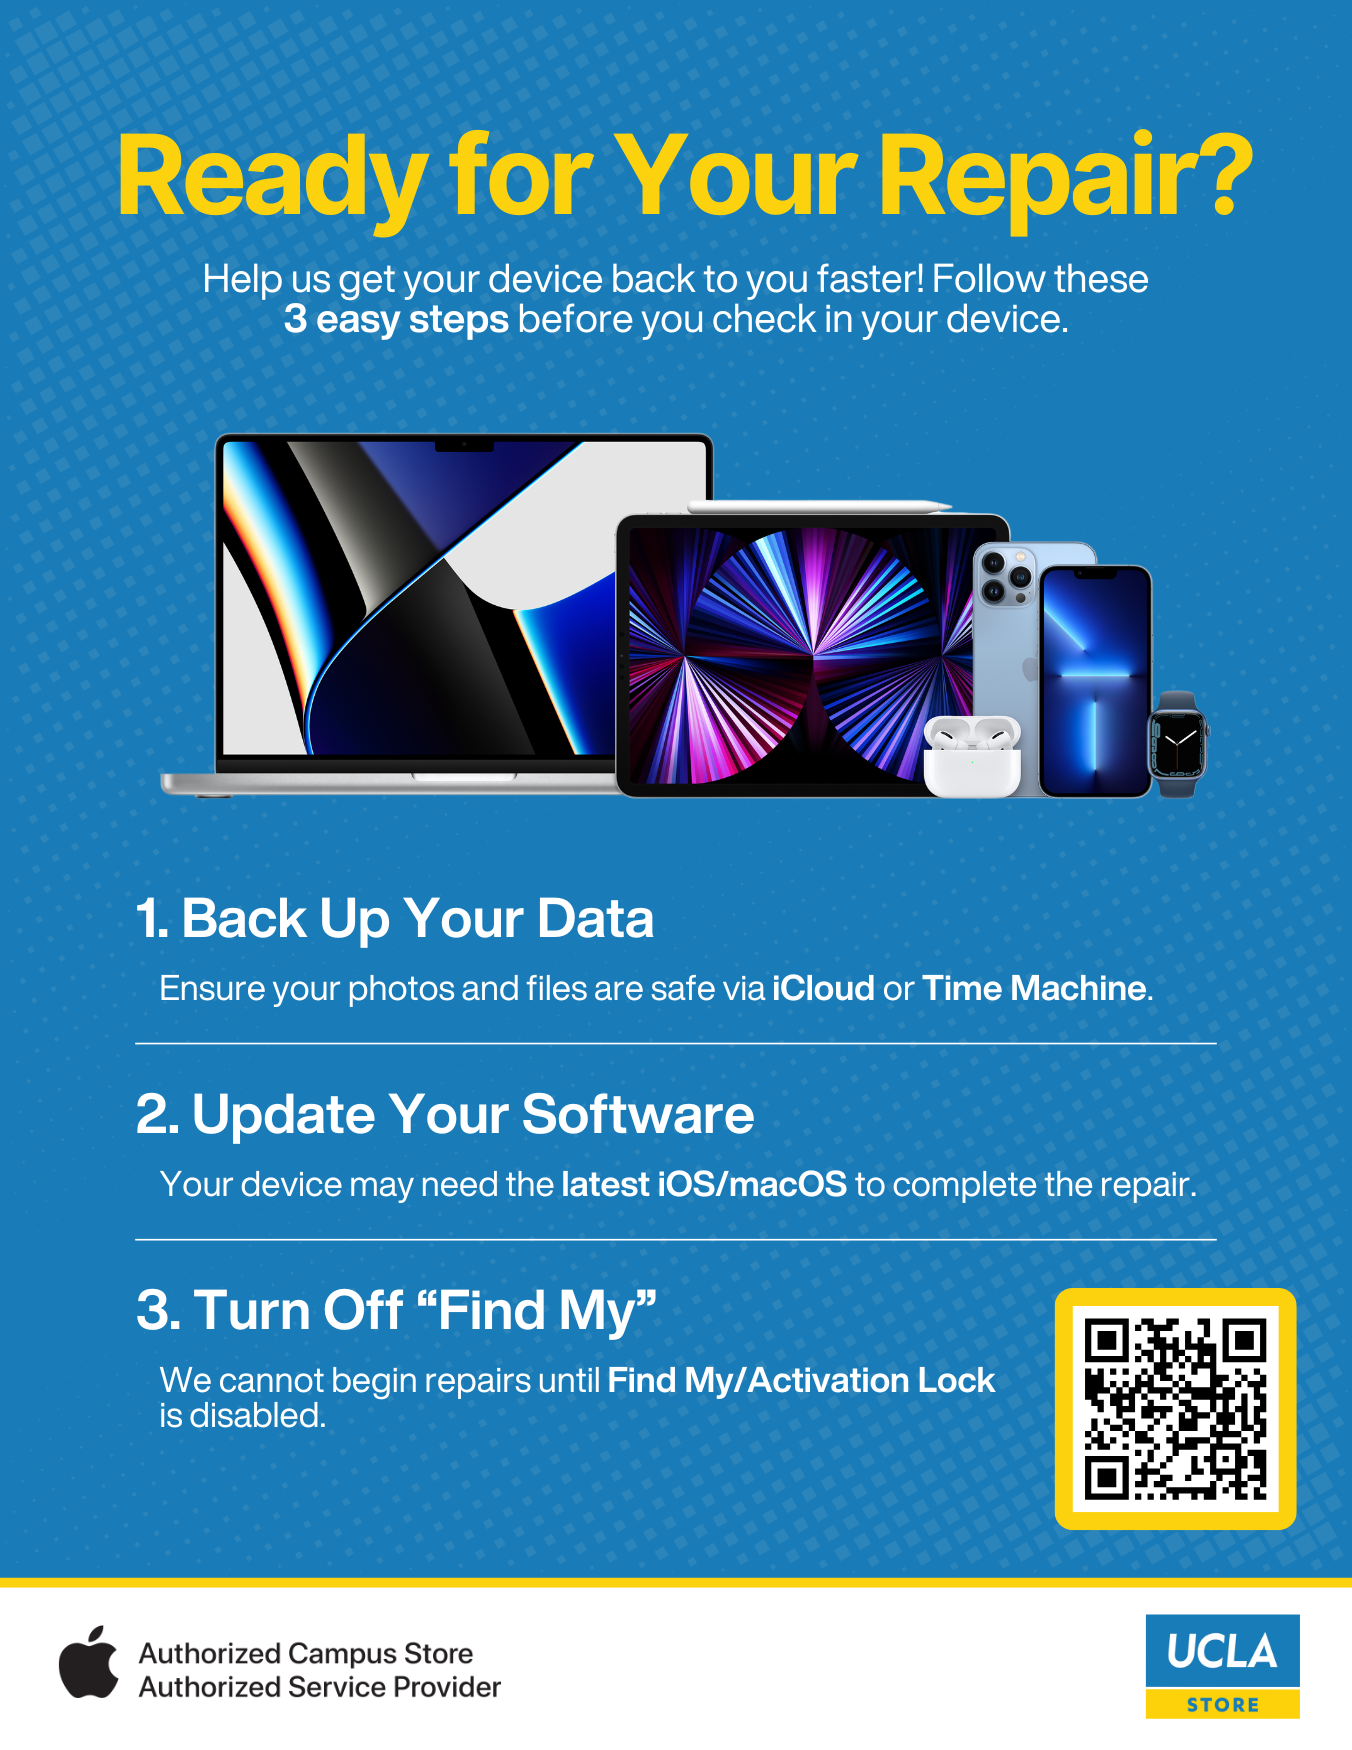 Ready for Your Repair?
Help us get your device back to you faster! Follow these
3 easy steps before you check in your device.
1. Back Up Your Data
Ensure your photos and files are safe via iCloud or Time Machine.
2. Update Your Software
Your device may need the latest iOS/macOS to complete the repair.
3. Turn Off “Find My”
We cannot begin repairs until Find My/Activation Lock
is disabled.
Authorized Campus Store
Authorized Service Provider
UCLA
STORE